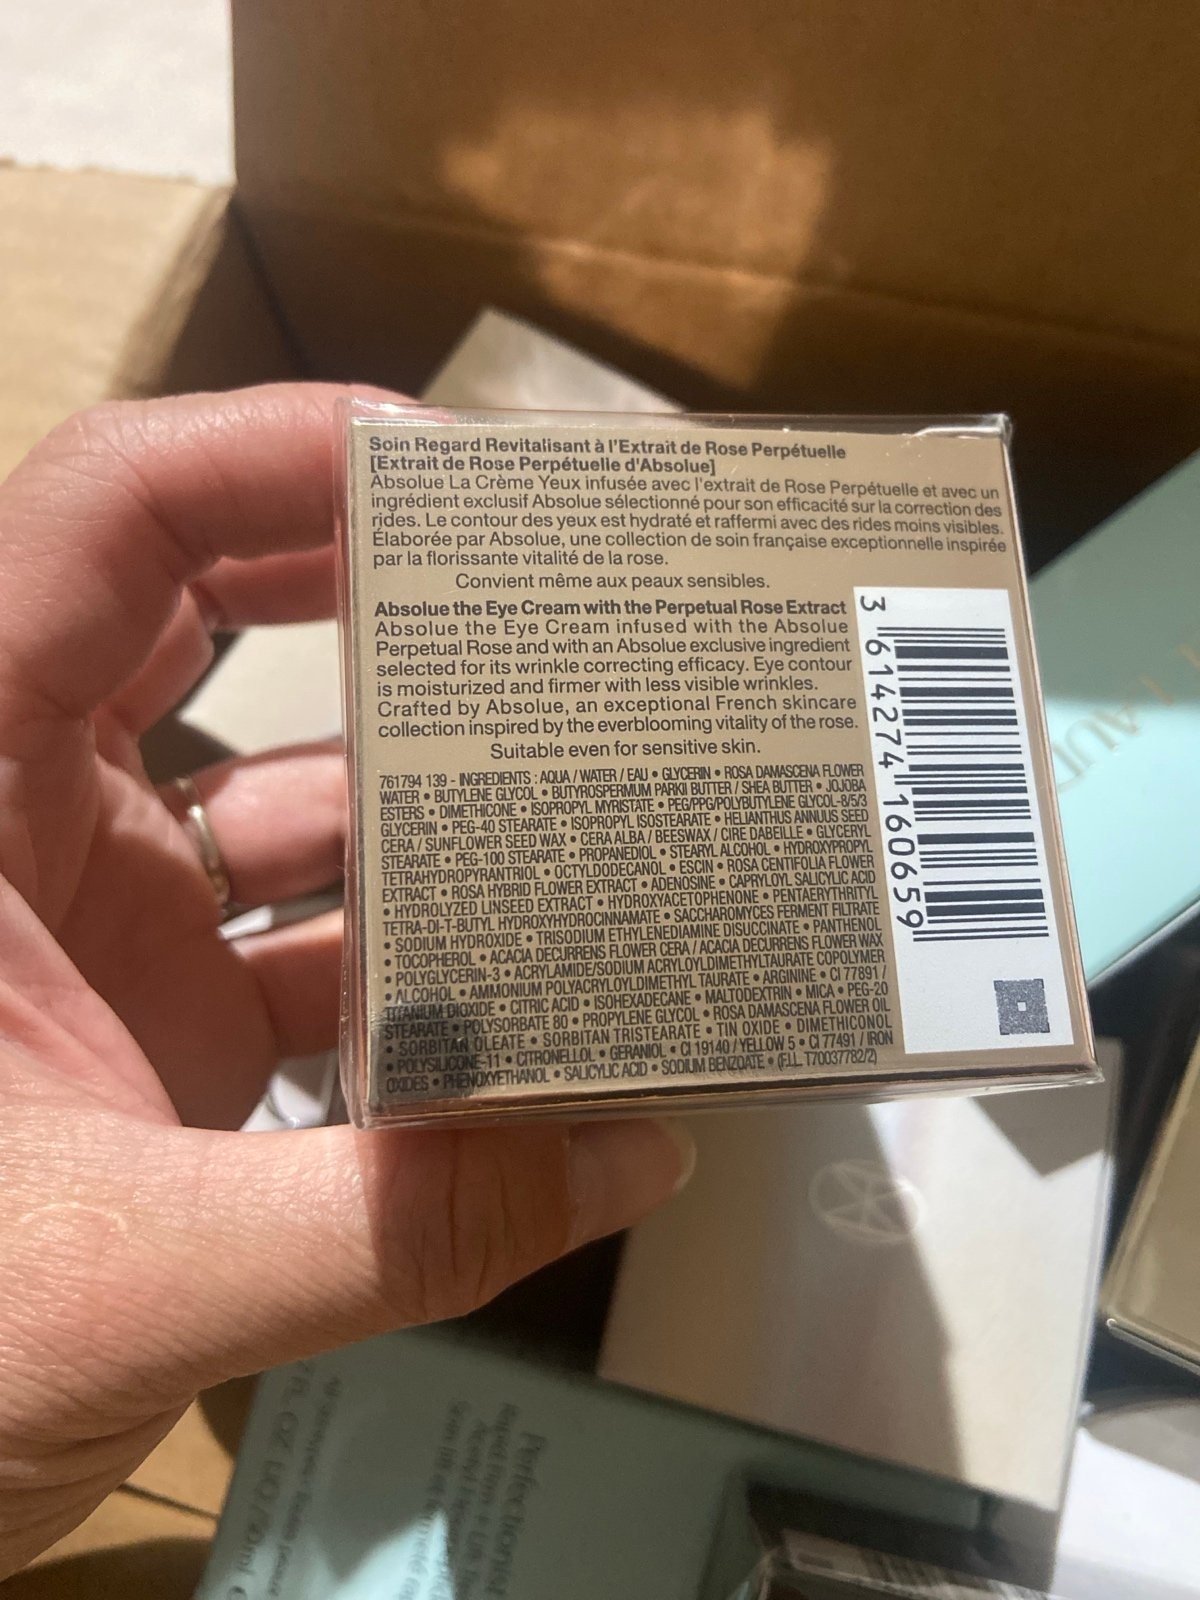 Soin Regard Revitalisant à l'Extrait de Rose Perpétuelle
[Extrait de Rose Perpétuelle d'Absolue]
Absolue La Crème Yeux infusée avec l'extrait de Rose Perpétuelle et avec un
ingrédient exclusif Absolue sélectionné pour son efficacité sur la correction des
rides. Le contour des yeux est hydraté et raffermi avec des rides moins visibles.
Élaborée par Absolue, une collection de soin française exceptionnelle inspirée
par la florissante vitalité de la rose.
Convient même aux peaux sensibles.
Absolue the Eye Cream with the Perpetual Rose Extract
Absolue the Eye Cream infused with the Absolue
Perpetual Rose and with an Absolue exclusive ingredient
selected for its wrinkle correcting efficacy. Eye contour
is moisturized and firmer with less visible wrinkles.
Crafted by Absolue, an exceptional French skincare
collection inspired by the everblooming vitality of the rose.
Suitable even for sensitive skin.
761794 139 - INGREDIENTS : AQUA / WATER / EAU • GLYCERIN • ROSA DAMASCENA FLOWER
WATER • BUTYLENE GLYCOL • BUTYROSPERMUM PARKII BUTTER / SHEA BUTTER • JOJOBA
ESTERS • DIMETHICONE • ISOPROPYL MYRISTATE • PEG/PPG/POLYBUTYLENE GLYCOL-8/5/3
GLYCERIN • PEG-40 STEARATE • ISOPROPYL ISOSTEARATE • HELIANTHUS ANNUUS SEED
CERA / SUNFLOWER SEED WAX • CERA ALBA / BEESWAX / CIRE DABEILLE • GLYCERYL
STEARATE • PEG-100 STEARATE • PROPANEDIOL • STEARYL ALCOHOL • HYDROXYPROPYL
TETRAHYDROPYRANTRIOL • OCTYLDODECANOL • ESCIN • ROSA CENTIFOLIA FLOWER
EXTRACT • ROSA HYBRID FLOWER EXTRACT • ADENOSINE • CAPRYLOYL SALICYLIC ACID
• HYDROLYZED LINSEED EXTRACT • HYDROXYACETOPHENONE • PENTAERYTHRITYL
TETRA-DI-T-BUTYL HYDROXYHYDROCINNAMATE • SACCHAROMYCES FERMENT FILTRATE
• SODIUM HYDROXIDE • TRISODIUM ETHYLENEDIAMINE DISUCCINATE • PANTHENOL
• TOCOPHEROL • ACACIA DECURRENS FLOWER CERA / ACACIA DECURRENS FLOWER WAX
• POLYGLYCERIN-3 • ACRYLAMIDE/SODIUM ACRYLOYLDIMETHYLTAURATE COPOLYMER
• ALCOHOL • AMMONIUM POLYACRYLOYLDIMETHYL TAURATE • ARGININE • CI 77891 /
TITANIUM DIOXIDE • CITRIC ACID • ISOHEXADECANE • MALTODEXTRIN • MICA • PEG-20
STEARATE • POLYSORBATE 80 • PROPYLENE GLYCOL • ROSA DAMASCENA FLOWER OIL
• SORBITAN OLEATE • SORBITAN TRISTEARATE • TIN OXIDE • DIMETHICONOL
• POLYSILICONE-11 • CITRONELLOL • GERANIOL • CI 19140 / YELLOW 5 • CI 77491 / IRON
OXIDES • PHENOXYETHANOL • SALICYLIC ACID • SODIUM BENZOATE • (F.I.L. T70037782/2)
3 614274 160659
Perfectionist